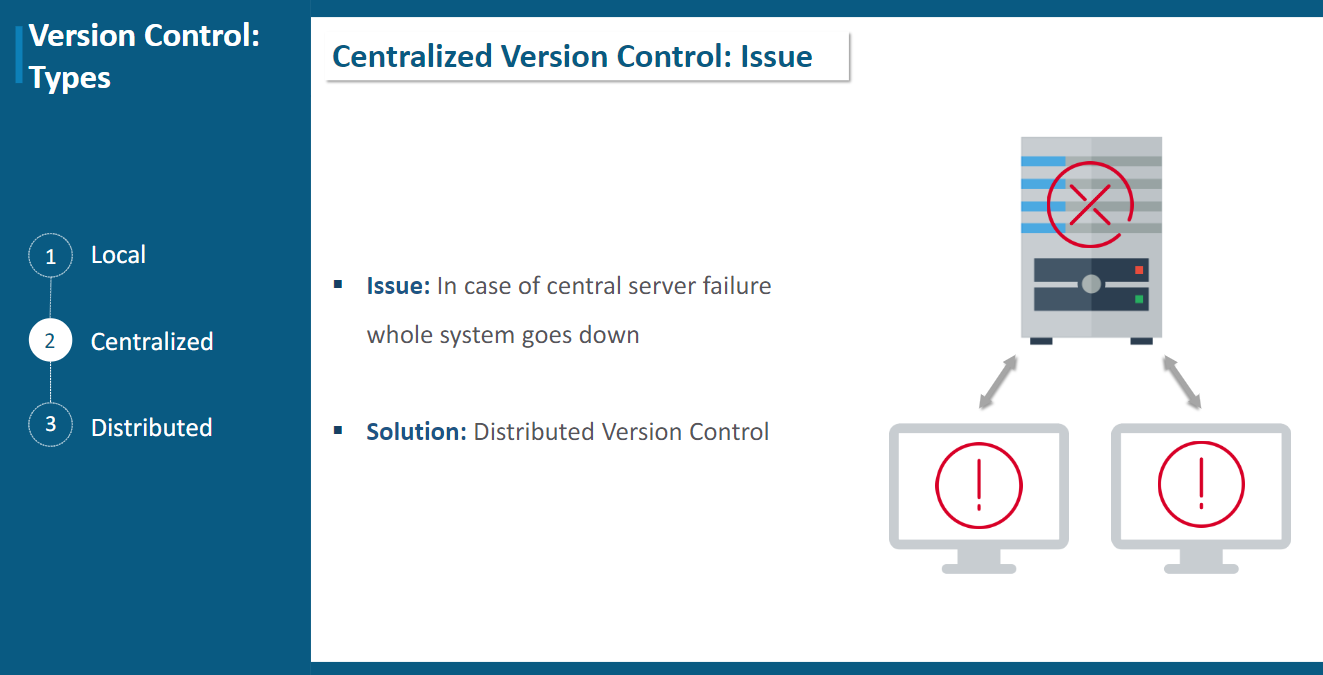 Version Control:
Types
1 Local
2 Centralized
3 Distributed
Centralized Version Control: Issue
▪ Issue: In case of central server failure
whole system goes down
▪ Solution: Distributed Version Control